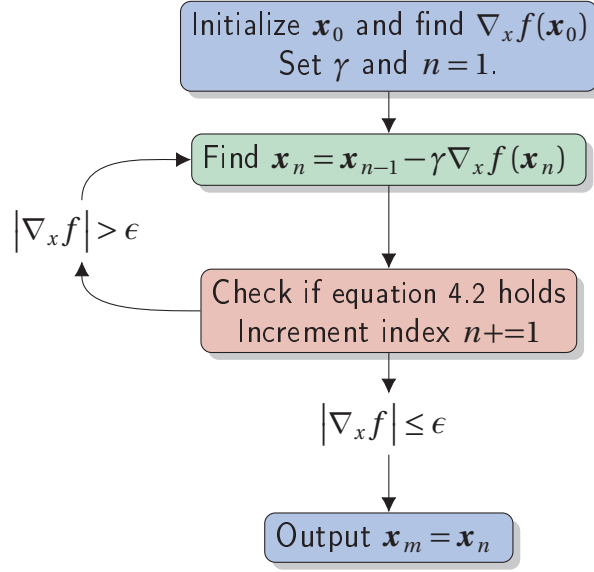 Initialize 𝒙₀ and find ∇ₓf(𝒙₀)
Set γ and n = 1.
Find 𝒙ₙ = 𝒙ₙ₋₁ − γ∇ₓf(𝒙ₙ)
|∇ₓf| > ϵ
Check if equation 4.2 holds
Increment index n+=1
|∇ₓf| ≤ ϵ
Output 𝒙ₘ = 𝒙ₙ